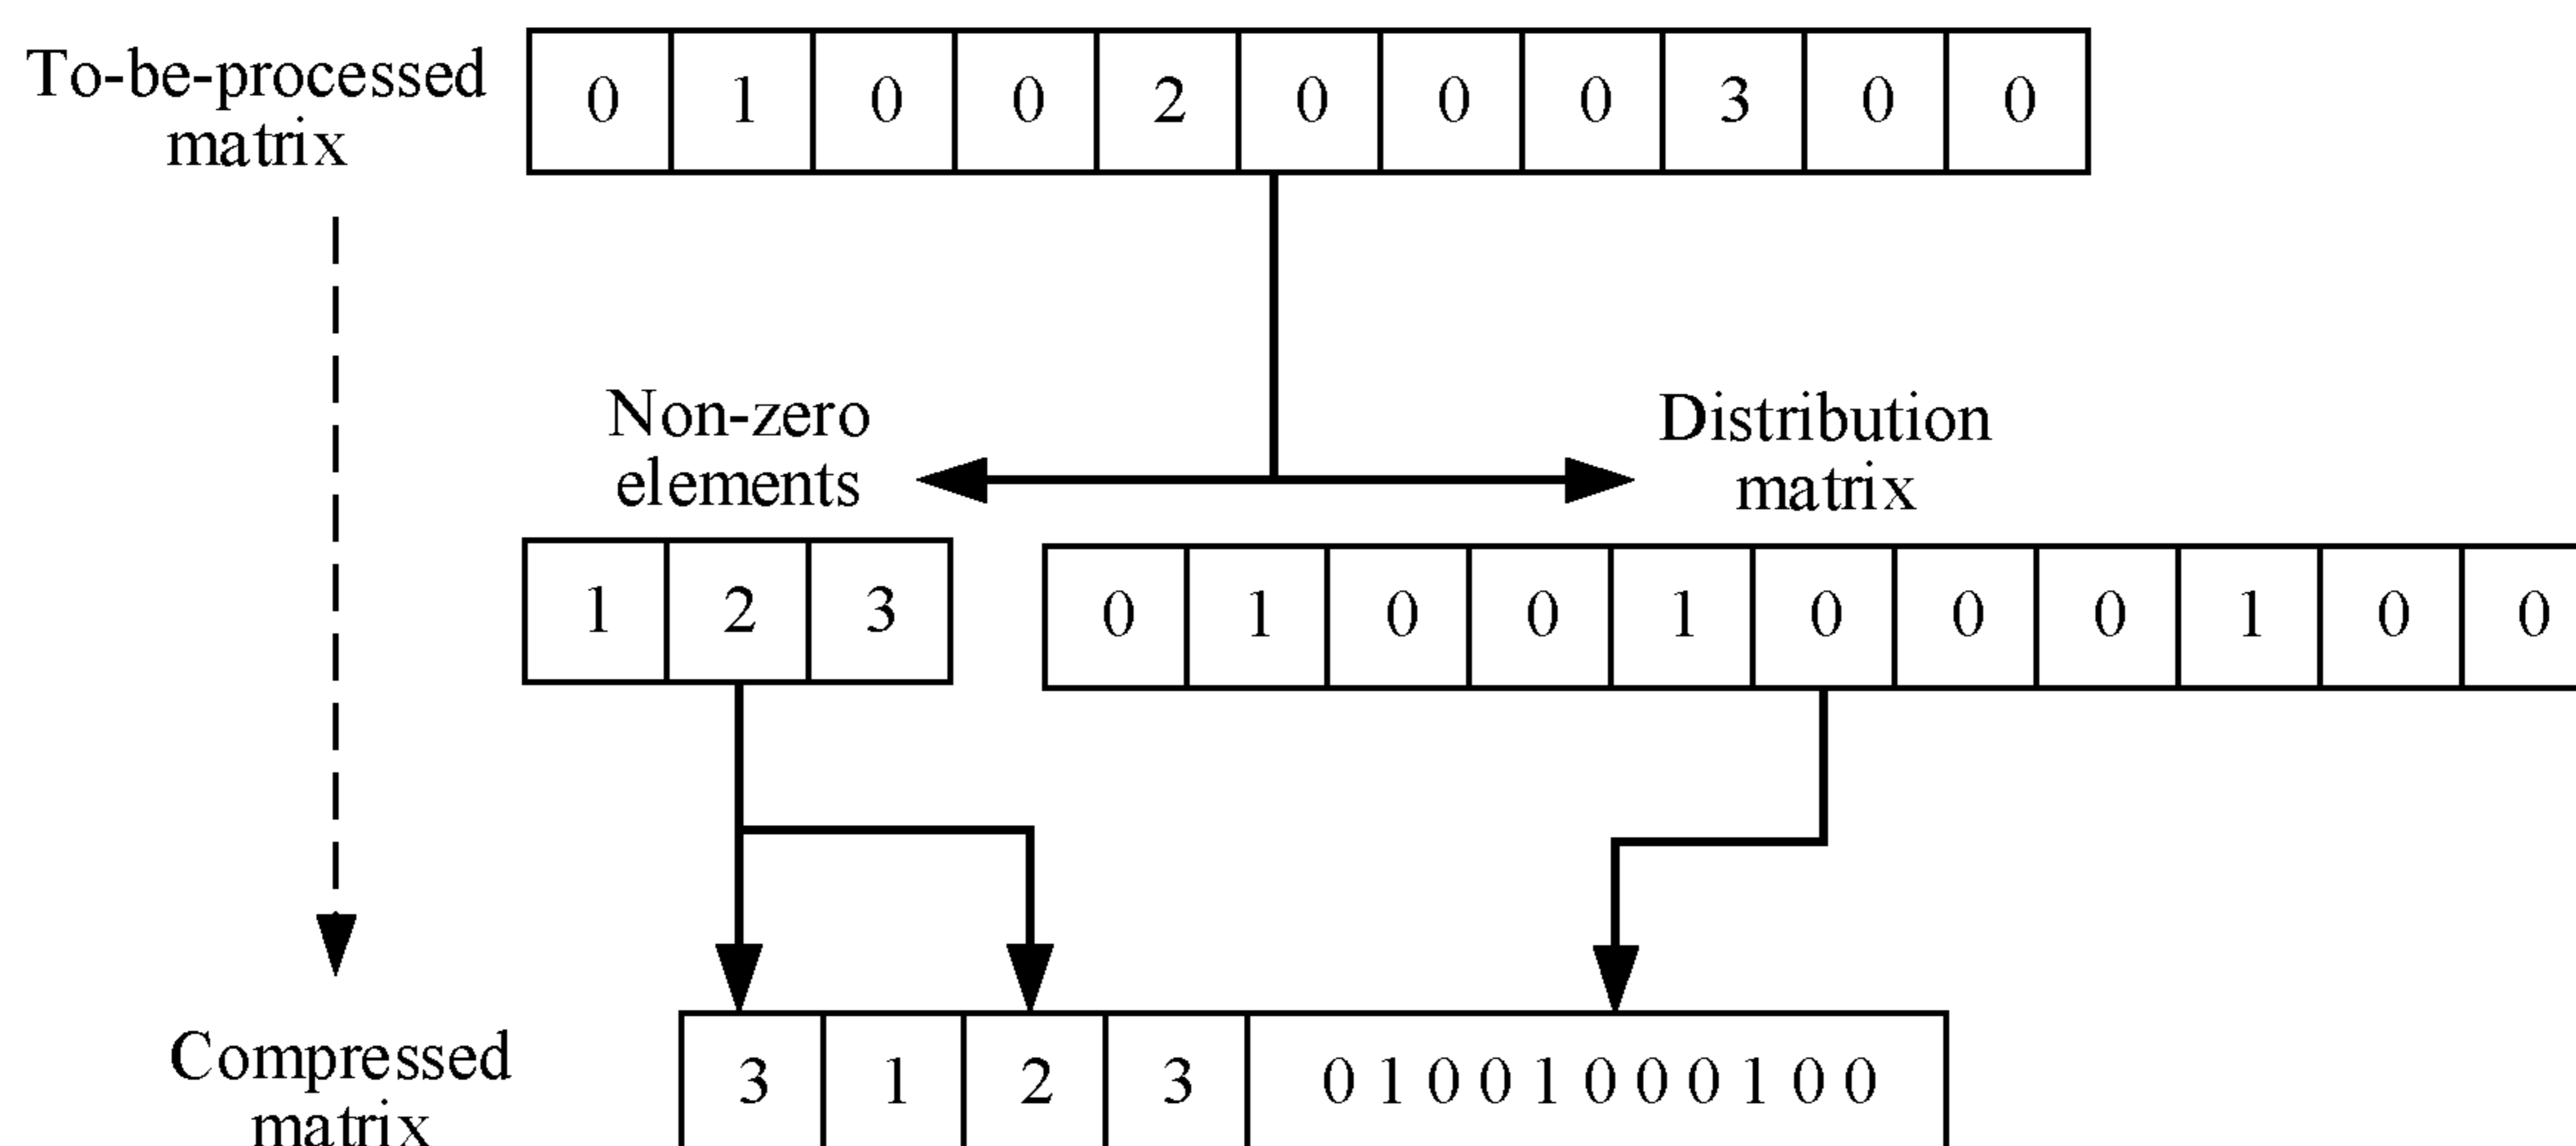 To-be-processed
matrix
0 1 0 0 2 0 0 0 3 0 0
Non-zero
elements
Distribution
matrix
1 2 3
0 1 0 0 1 0 0 0 1 0 0
Compressed
matrix
3 1 2 3 0 1 0 0 1 0 0 0 1 0 0